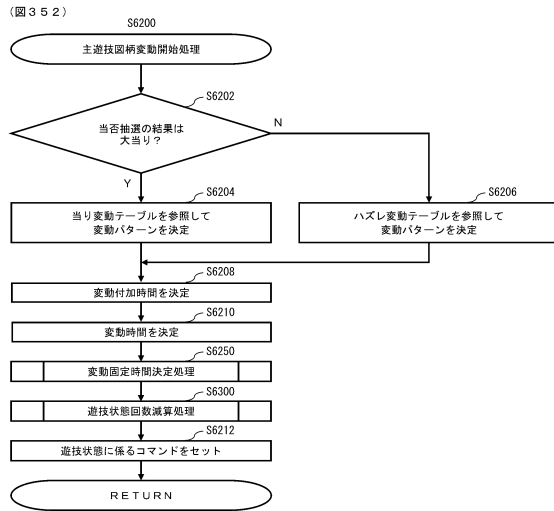 （図３５２）
S6200
主遊技図柄変動開始処理
S6202
当否抽選の結果は
大当り？
N
Y
S6204
当り変動テーブルを参照して
変動パターンを決定
S6206
ハズレ変動テーブルを参照して
変動パターンを決定
S6208
変動付加時間を決定
S6210
変動時間を決定
S6250
変動固定時間決定処理
S6300
遊技状態回数減算処理
S6212
遊技状態に係るコマンドをセット
ＲＥＴＵＲＮ